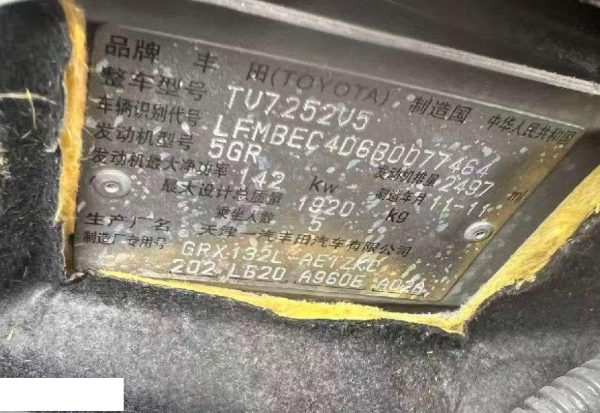 品牌 丰 田(TOYOTA) 制造国 中华人民共和国
整车型号 TV7252V5
车辆识别代号 LFMBEC4D6B0077464
发动机型号 5GR 发动机排量 2497 ml
发动机最大净功率 142 kw 制造年月 11-11
最大设计总质量 1920 kg
乘坐人数 5
生产厂名 天津一汽丰田汽车有限公司
制造厂专用号 GRX132L-AETZKC
202 L620 A960E A02A